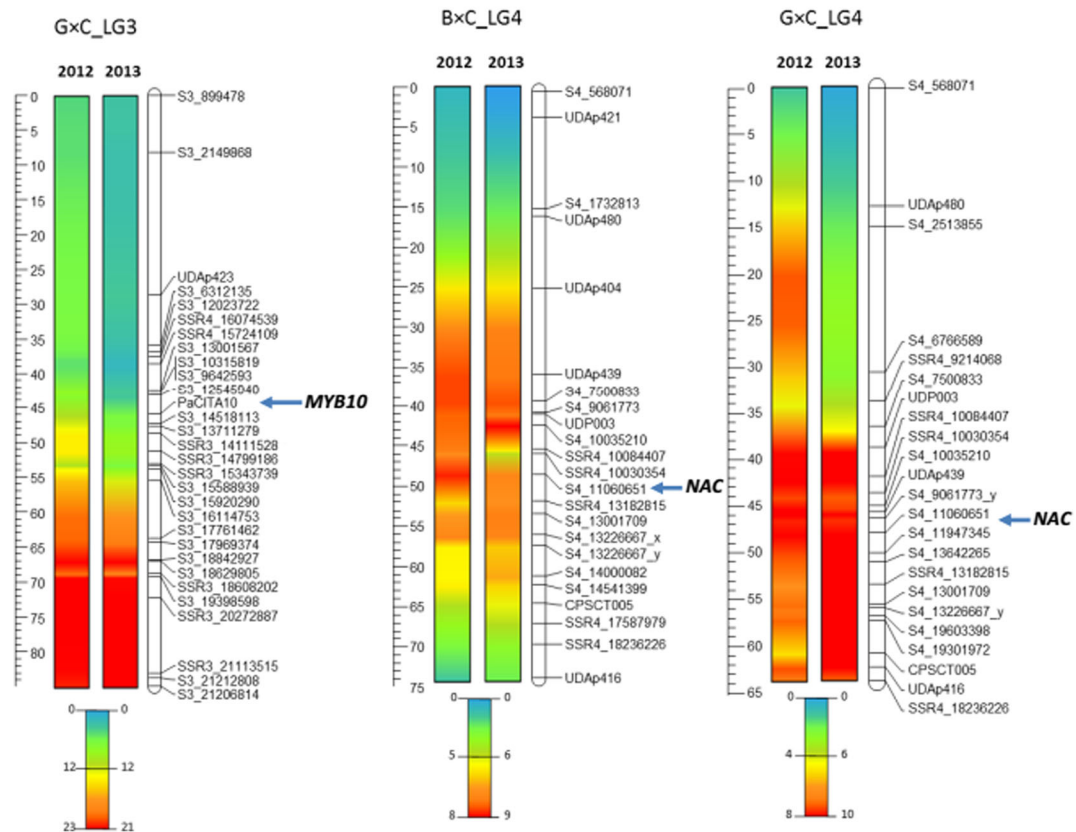 G×C_LG3
2012 2013
0
5
10
15
20
25
30
35
40
45
50
55
60
65
70
75
80
S3_899478
S3_2149868
UDAp423
S3_6312135
S3_12023722
SSR4_16074539
SSR4_15724109
S3_13001567
S3_10315819
S3_9642593
S3_12545040
PaCITA10
S3_14518113
S3_13711279
SSR3_14111528
SSR3_14799186
SSR3_15343739
S3_15588939
S3_15920290
S3_16114753
S3_17761462
S3_17969374
S3_18842927
S3_18629805
SSR3_18608202
S3_19398598
SSR3_20272887
SSR3_21113515
S3_21212808
S3_21206814
MYB10
0 0
12 12
23 21
B×C_LG4
2012 2013
0
5
10
15
20
25
30
35
40
45
50
55
60
65
70
75
S4_568071
UDAp421
S4_1732813
UDAp480
UDAp404
UDAp439
S4_7500833
S4_9061773
UDP003
S4_10035210
SSR4_10084407
SSR4_10030354
S4_11060651
SSR4_13182815
S4_13001709
S4_13226667_x
S4_13226667_y
S4_14000082
S4_14541399
CPSCT005
SSR4_17587979
SSR4_18236226
UDAp416
NAC
0 0
5 6
8 9
G×C_LG4
2012 2013
0
5
10
15
20
25
30
35
40
45
50
55
60
65
S4_568071
UDAp480
S4_2513855
S4_6766589
SSR4_9214068
S4_7500833
UDP003
SSR4_10084407
SSR4_10030354
S4_10035210
UDAp439
S4_9061773_y
S4_11060651
S4_11947345
S4_13642265
SSR4_13182815
S4_13001709
S4_13226667_y
S4_19603398
S4_19301972
CPSCT005
UDAp416
SSR4_18236226
NAC
0 0
4 6
8 10